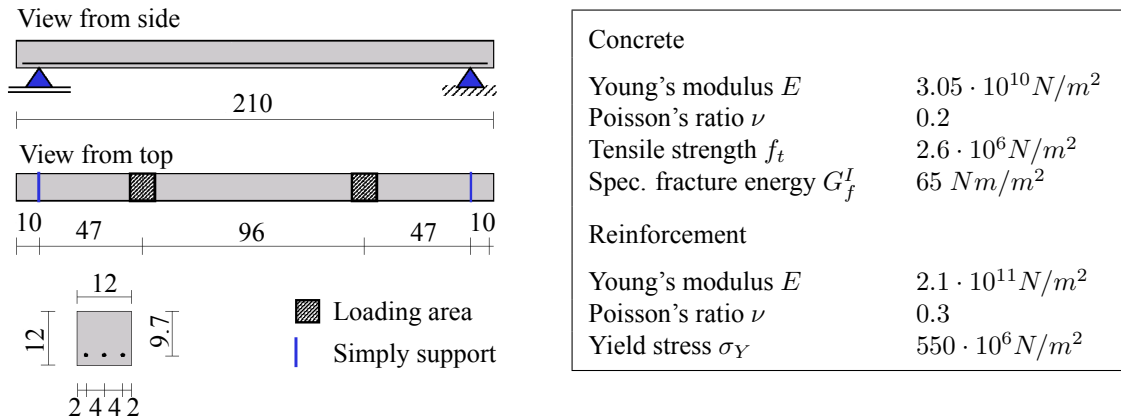 View from side
210
View from top
10 47 96 47 10
12
12
9.7
2 4 4 2
Loading area
Simply support
Concrete
Young's modulus E 3.05 · 10^10 N/m^2
Poisson's ratio ν 0.2
Tensile strength f_t 2.6 · 10^6 N/m^2
Spec. fracture energy G_f^I 65 Nm/m^2
Reinforcement
Young's modulus E 2.1 · 10^11 N/m^2
Poisson's ratio ν 0.3
Yield stress σ_Y 550 · 10^6 N/m^2